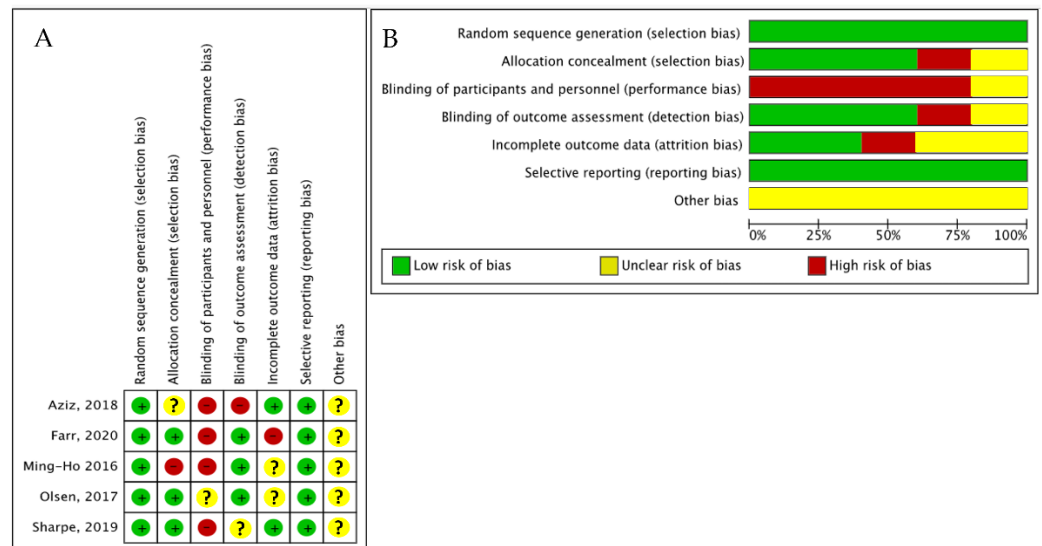 A
Random sequence generation (selection bias)
Allocation concealment (selection bias)
Blinding of participants and personnel (performance bias)
Blinding of outcome assessment (detection bias)
Incomplete outcome data (attrition bias)
Selective reporting (reporting bias)
Other bias
Aziz, 2018 + ? - - + + ?
Farr, 2020 + + - + - + ?
Ming-Ho 2016 + - - + ? + ?
Olsen, 2017 + + ? + ? + ?
Sharpe, 2019 + + - ? + + ?
B
Random sequence generation (selection bias)
Allocation concealment (selection bias)
Blinding of participants and personnel (performance bias)
Blinding of outcome assessment (detection bias)
Incomplete outcome data (attrition bias)
Selective reporting (reporting bias)
Other bias
0% 25% 50% 75% 100%
Low risk of bias Unclear risk of bias High risk of bias